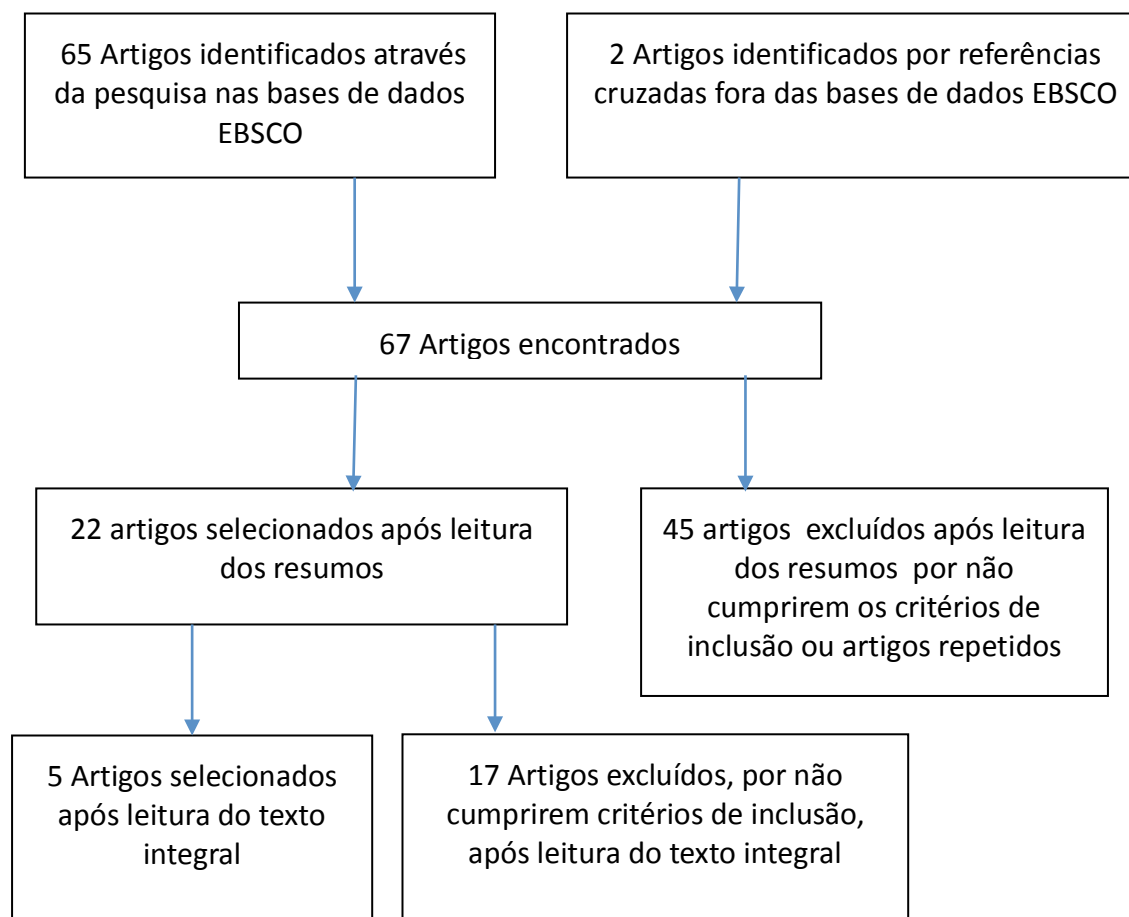 65 Artigos identificados através
da pesquisa nas bases de dados
EBSCO
2 Artigos identificados por referências
cruzadas fora das bases de dados EBSCO
67 Artigos encontrados
22 artigos selecionados após leitura
dos resumos
45 artigos excluídos após leitura
dos resumos por não
cumprirem os critérios de
inclusão ou artigos repetidos
5 Artigos selecionados
após leitura do texto
integral
17 Artigos excluídos, por não
cumprirem critérios de inclusão,
após leitura do texto integral